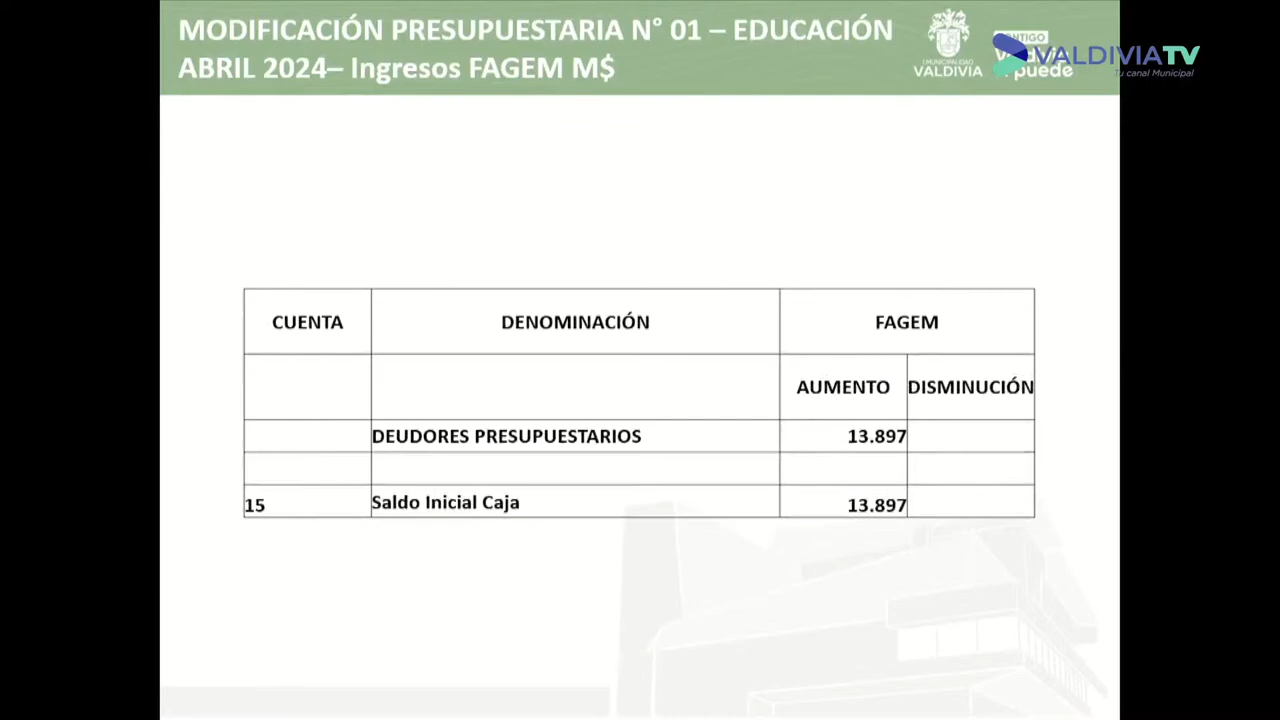 MODIFICACIÓN PRESUPUESTARIA N° 01 – EDUCACIÓN
ABRIL 2024– Ingresos FAGEM M$
I. MUNICIPALIDAD
VALDIVIA
puede
VALDIVIATV
Tu canal Municipal
CUENTA DENOMINACIÓN FAGEM
AUMENTO DISMINUCIÓN
DEUDORES PRESUPUESTARIOS 13.897
15 Saldo Inicial Caja 13.897